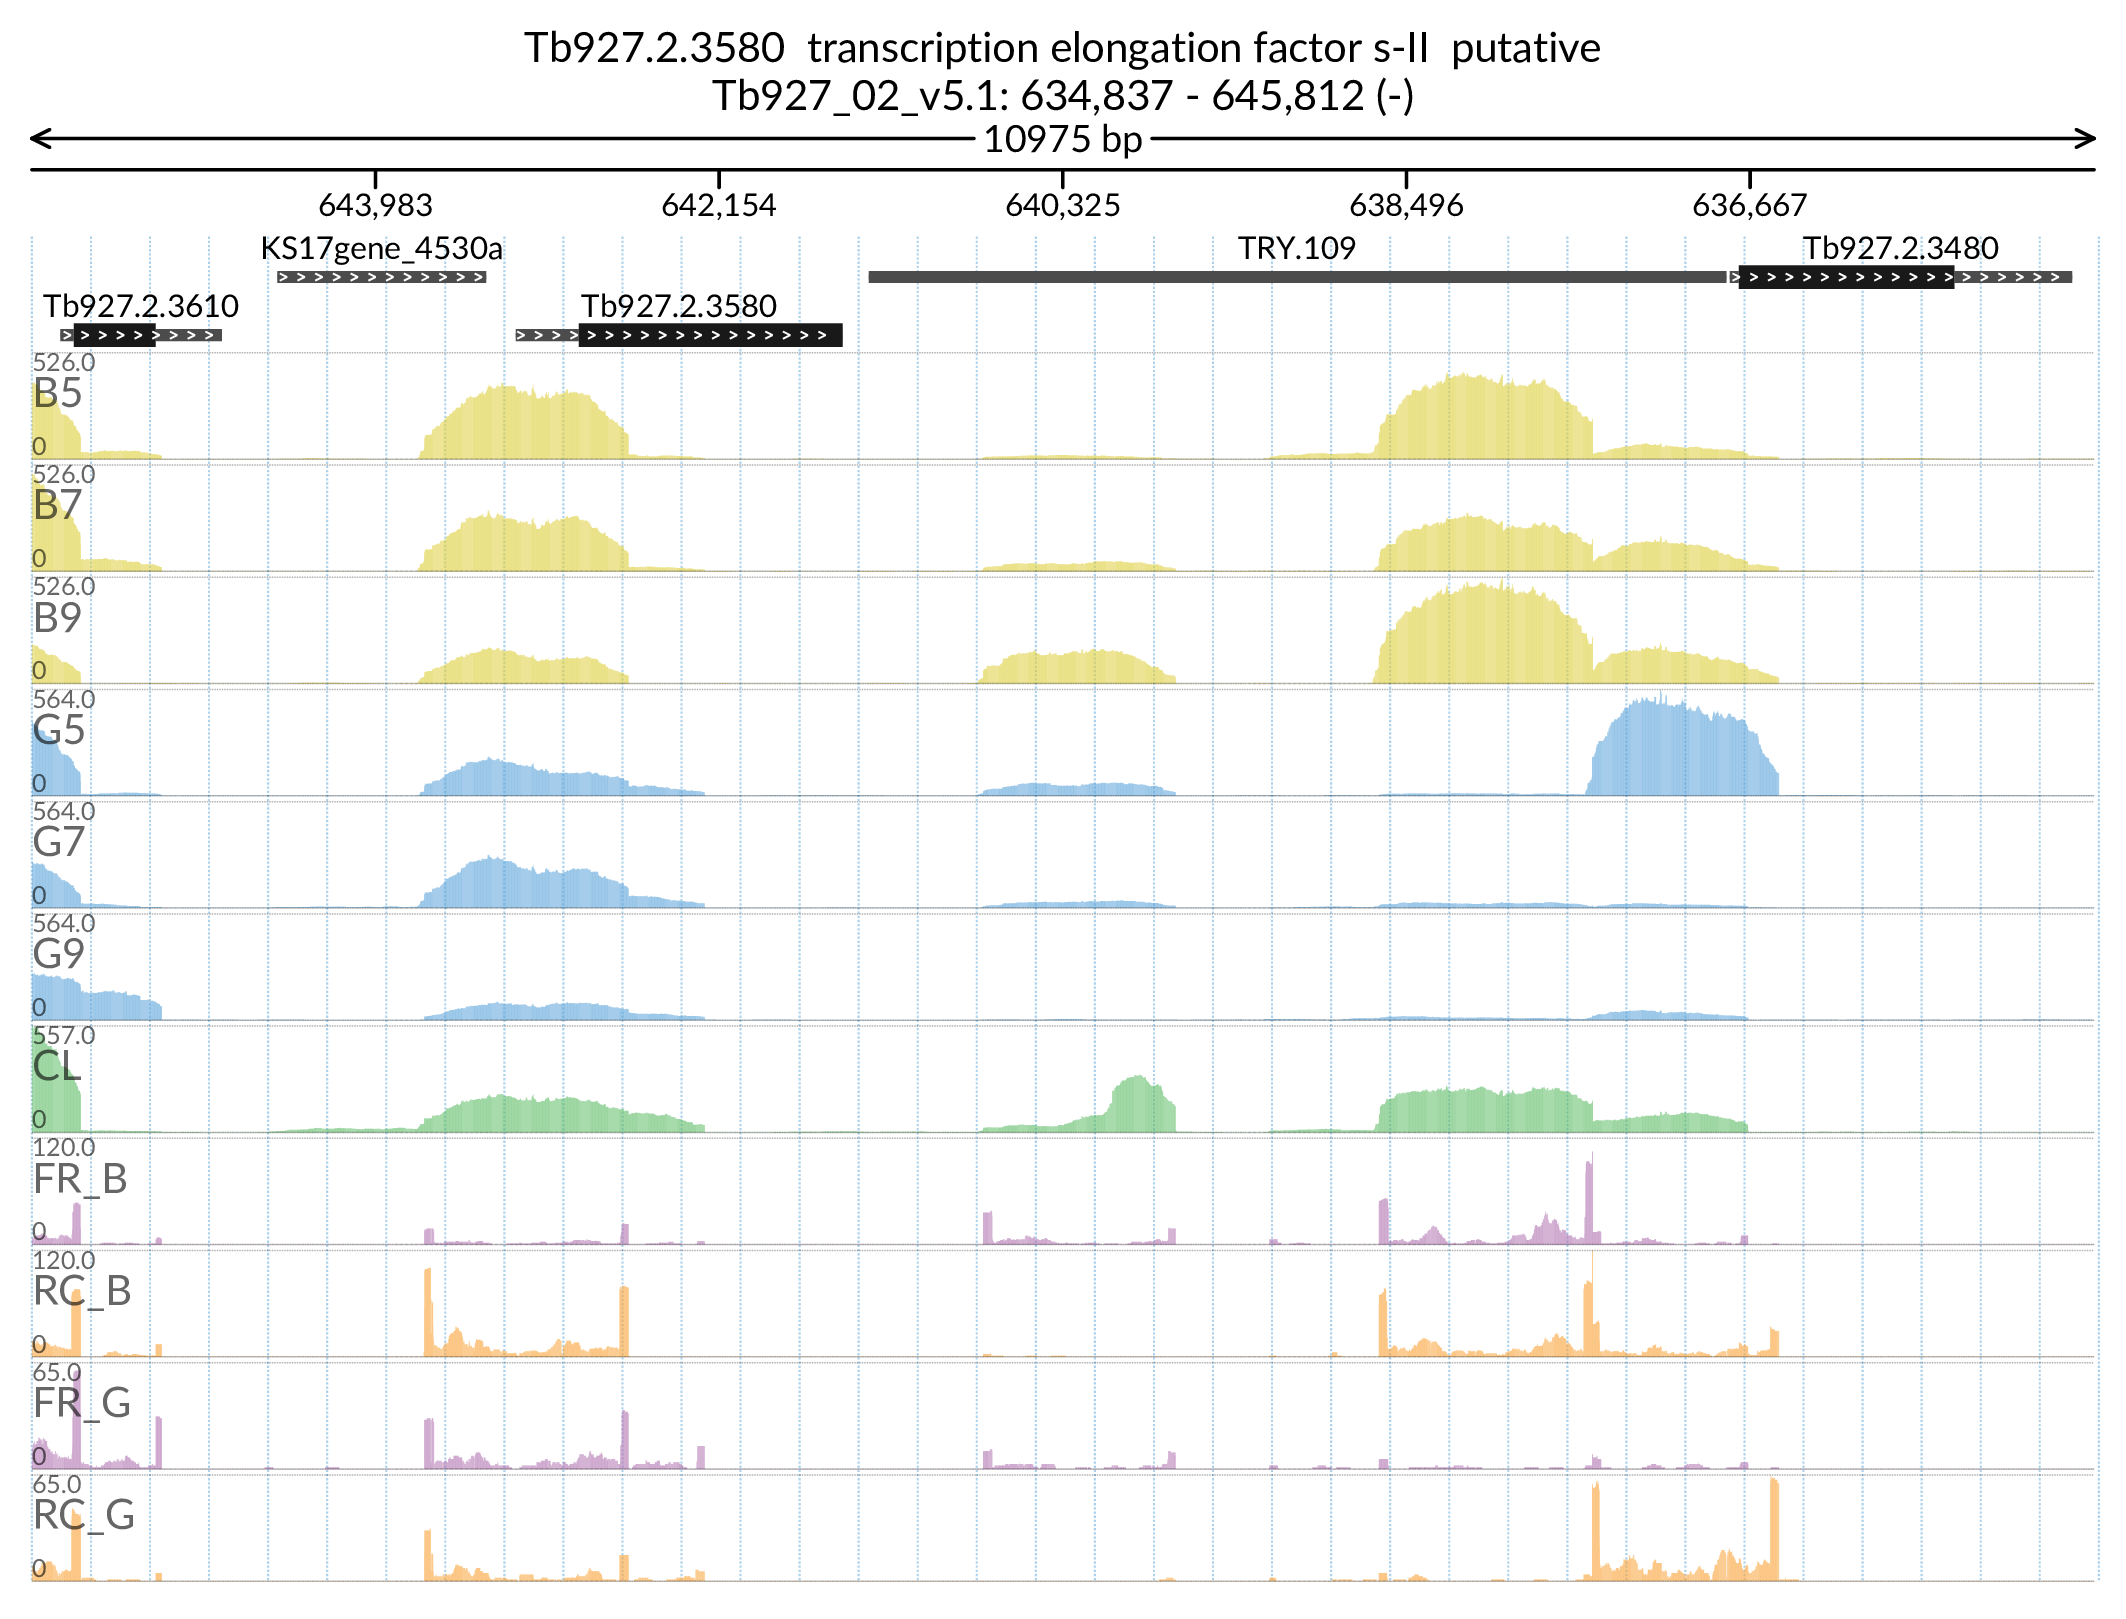 Tb927.2.3580 transcription elongation factor s-II putative
Tb927_02_v5.1: 634,837 - 645,812 (-)
10975 bp
643,983 642,154 640,325 638,496 636,667
KS17gene_4530a TRY.109 Tb927.2.3480
Tb927.2.3610 Tb927.2.3580
526.0
B5
0
526.0
B7
0
526.0
B9
0
564.0
G5
0
564.0
G7
0
564.0
G9
0
557.0
CL
0
120.0
FR_B
0
120.0
RC_B
0
65.0
FR_G
0
65.0
RC_G
0